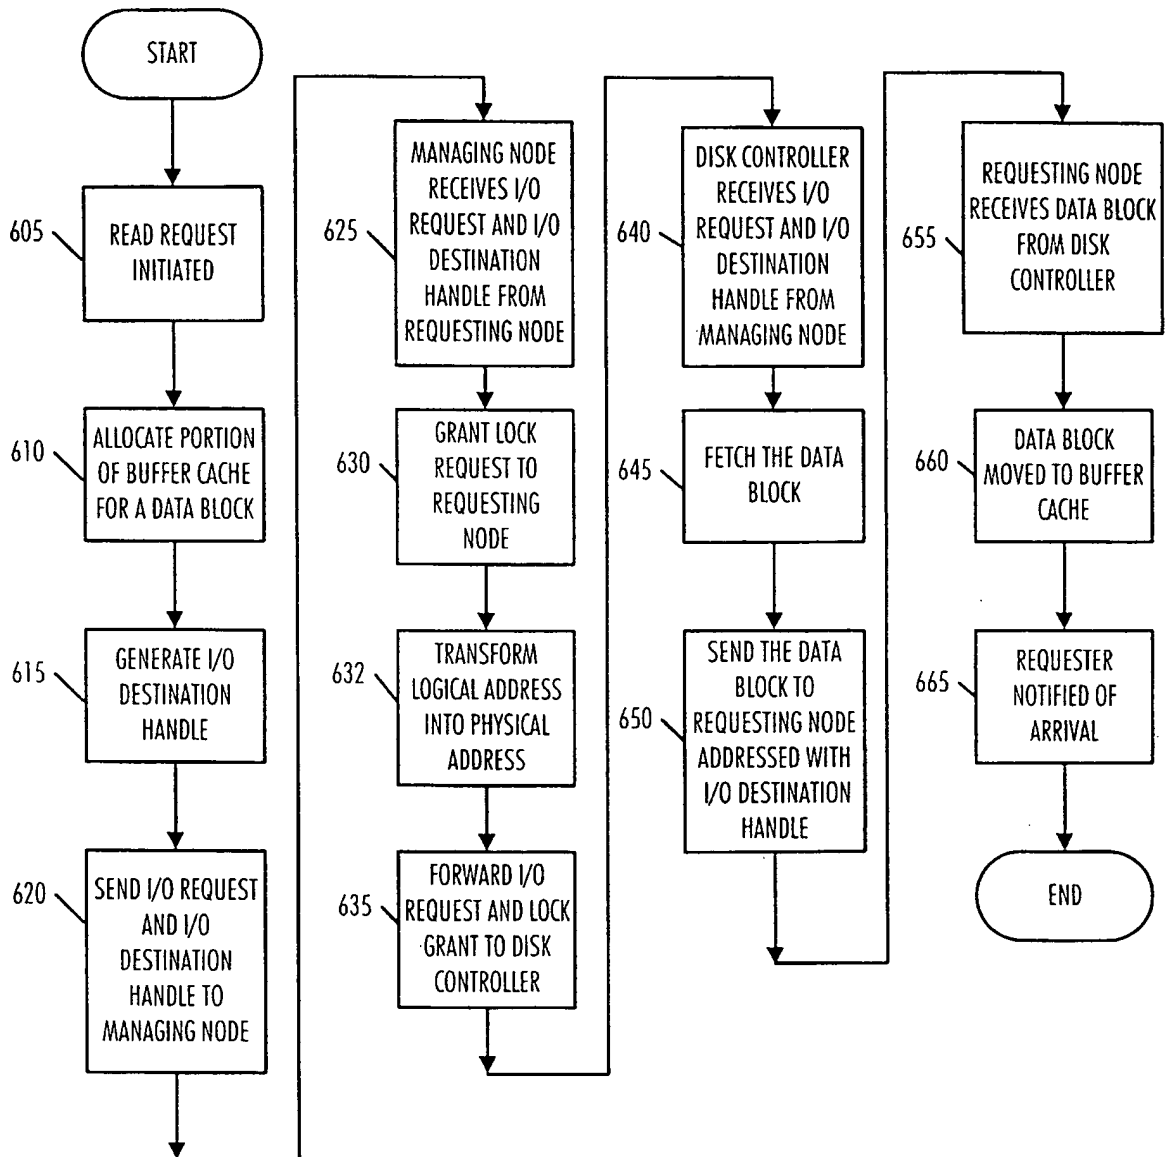 START
605
READ REQUEST
INITIATED
610
ALLOCATE PORTION
OF BUFFER CACHE
FOR A DATA BLOCK
615
GENERATE I/O
DESTINATION
HANDLE
620
SEND I/O REQUEST
AND I/O
DESTINATION
HANDLE TO
MANAGING NODE
625
MANAGING NODE
RECEIVES I/O
REQUEST AND I/O
DESTINATION
HANDLE FROM
REQUESTING NODE
630
GRANT LOCK
REQUEST TO
REQUESTING
NODE
632
TRANSFORM
LOGICAL ADDRESS
INTO PHYSICAL
ADDRESS
635
FORWARD I/O
REQUEST AND LOCK
GRANT TO DISK
CONTROLLER
640
DISK CONTROLLER
RECEIVES I/O
REQUEST AND I/O
DESTINATION
HANDLE FROM
MANAGING NODE
645
FETCH THE DATA
BLOCK
650
SEND THE DATA
BLOCK TO
REQUESTING NODE
ADDRESSED WITH
I/O DESTINATION
HANDLE
655
REQUESTING NODE
RECEIVES DATA BLOCK
FROM DISK
CONTROLLER
660
DATA BLOCK
MOVED TO BUFFER
CACHE
665
REQUESTER
NOTIFIED OF
ARRIVAL
END